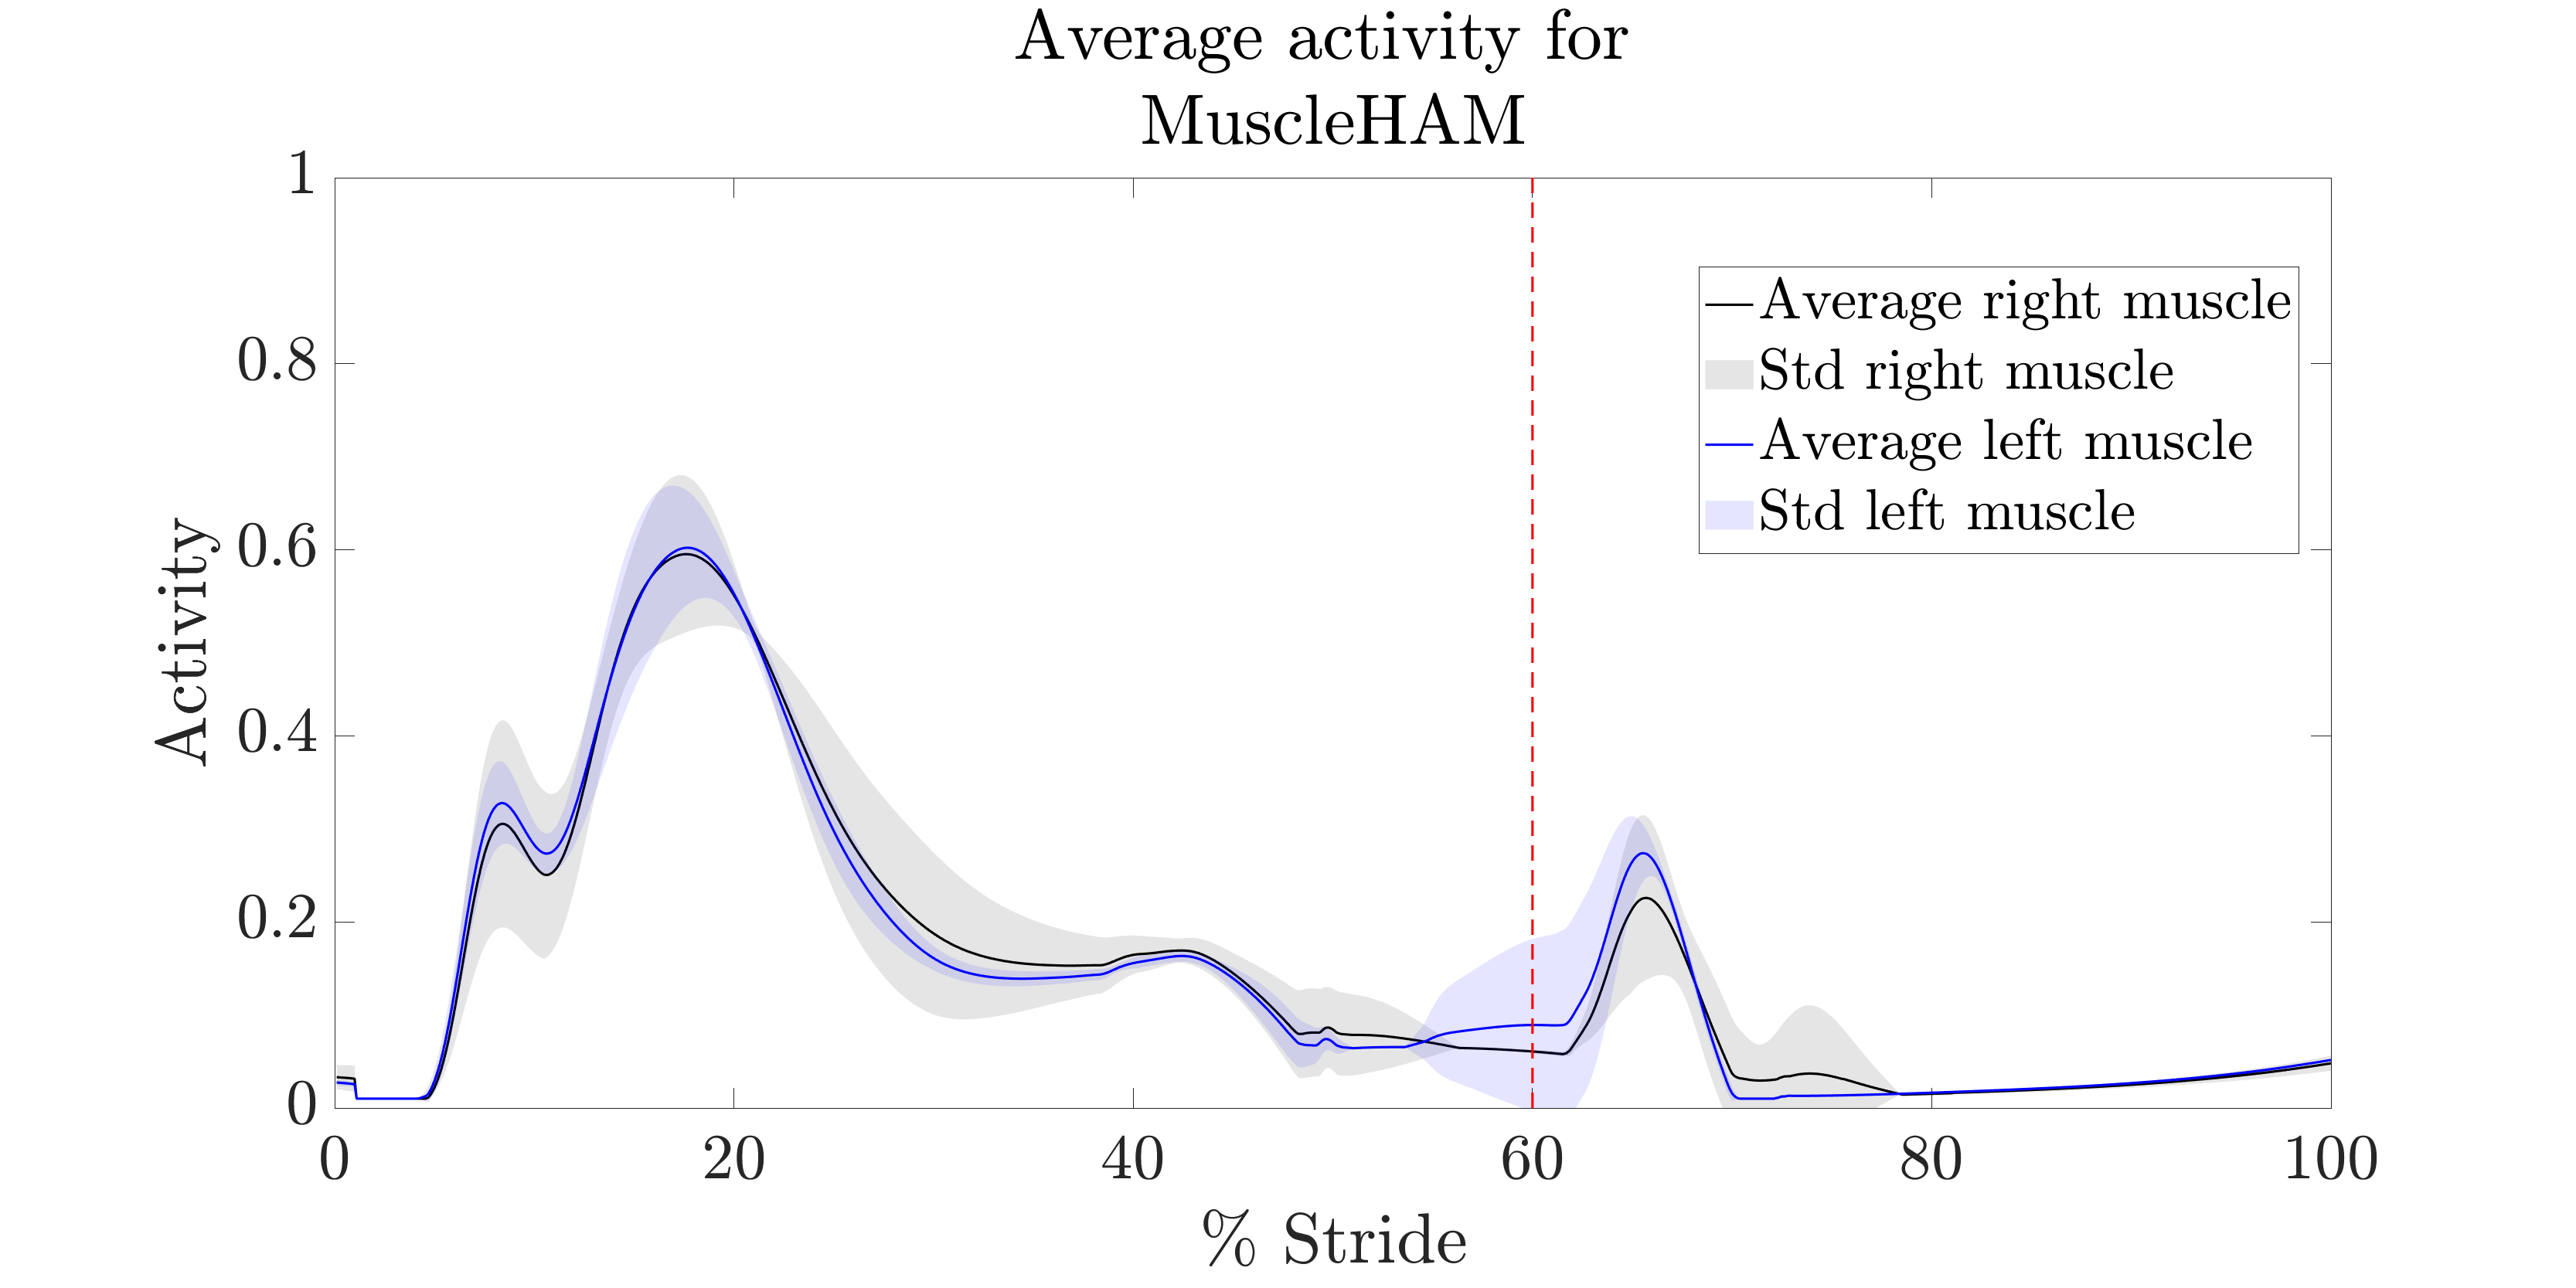 Average activity for
MuscleHAM
1
0.8
0.6
0.4
0.2
0
Activity
Average right muscle
Std right muscle
Average left muscle
Std left muscle
0 20 40 60 80 100
% Stride